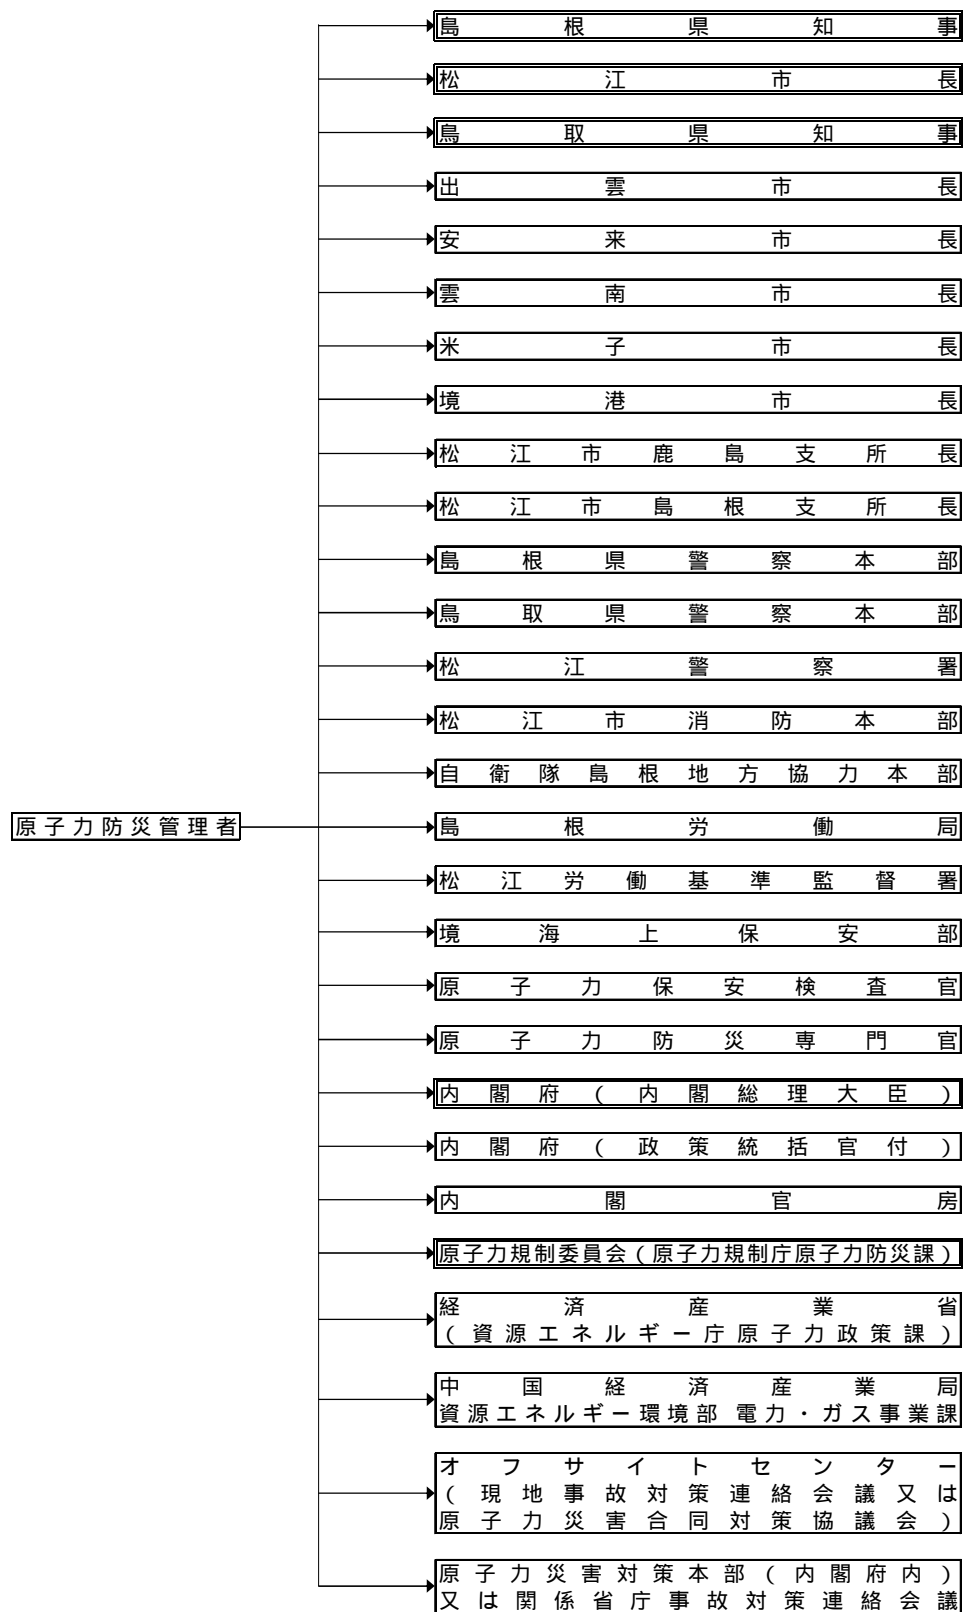 島根県知事
松江市長
鳥取県知事
出雲市長
安来市長
雲南市長
米子市長
境港市長
松江市鹿島支所長
松江市島根支所長
島根県警察本部
鳥取県警察本部
松江警察署
松江市消防本部
自衛隊島根地方協力本部
原子力防災管理者
島根労働局
松江労働基準監督署
境海上保安部
原子力保安検査官
原子力防災専門官
内閣府(内閣総理大臣)
内閣府(政策統括官付)
内閣官房
原子力規制委員会(原子力規制庁原子力防災課)
経済産業省
(資源エネルギー庁原子力政策課)
中国経済産業局
資源エネルギー環境部 電力・ガス事業課
オフサイトセンター
(現地事故対策連絡会議又は
原子力災害合同対策協議会)
原子力災害対策本部(内閣府内)
又は関係省庁事故対策連絡会議